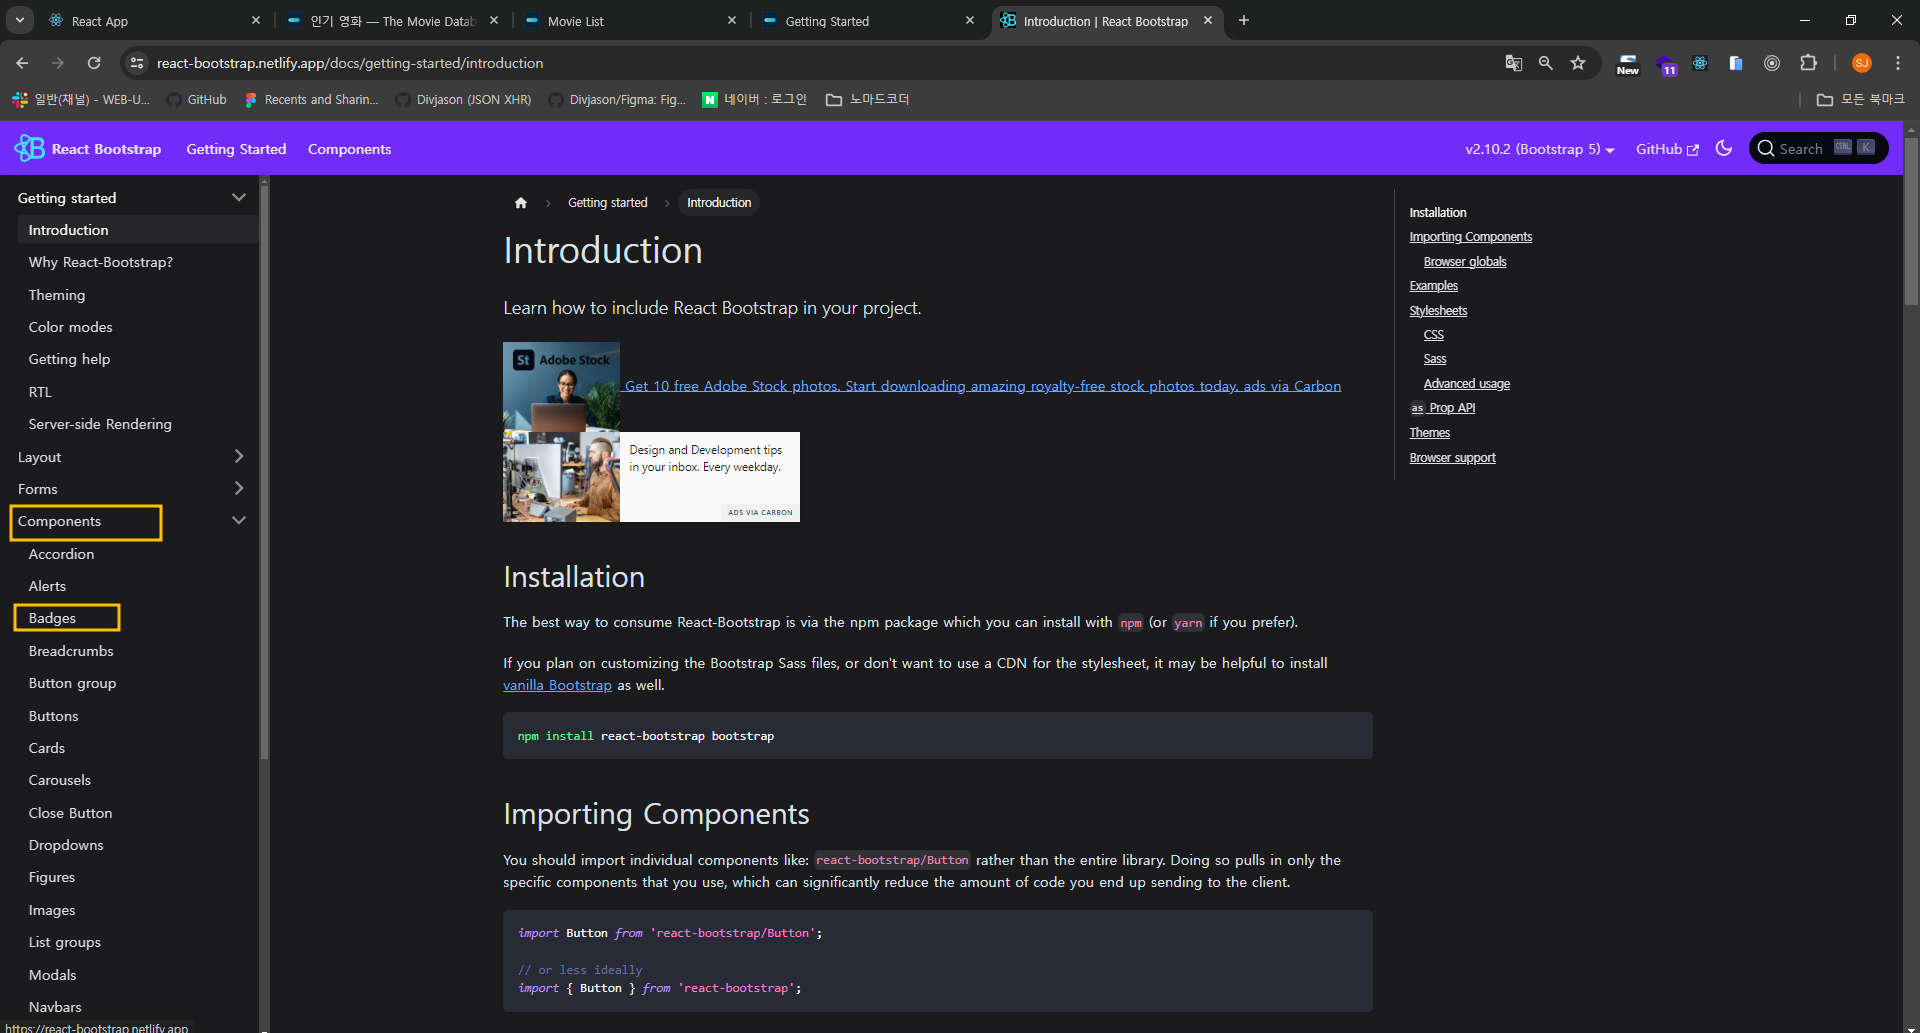 React App
인기 영화 — The Movie Datab
Movie List
Getting Started
Introduction | React Bootstrap
react-bootstrap.netlify.app/docs/getting-started/introduction
New
11
SJ
일반(채널) - WEB-U...
GitHub
Recents and Sharin...
Divjason (JSON XHR)
Divjason/Figma: Fig...
N 네이버 : 로그인
노마드코더
모든 북마크
React Bootstrap
Getting Started
Components
v2.10.2 (Bootstrap 5)
GitHub
Search CTRL K
Getting started
Introduction
Why React-Bootstrap?
Theming
Color modes
Getting help
RTL
Server-side Rendering
Layout
Forms
Components
Accordion
Alerts
Badges
Breadcrumbs
Button group
Buttons
Cards
Carousels
Close Button
Dropdowns
Figures
Images
List groups
Modals
Navbars
https://react-bootstrap.netlify.app
Getting started
Introduction
Introduction
Learn how to include React Bootstrap in your project.
St Adobe Stock
Get 10 free Adobe Stock photos. Start downloading amazing royalty-free stock photos today. ads via Carbon
Design and Development tips
in your inbox. Every weekday.
ADS VIA CARBON
Installation
The best way to consume React-Bootstrap is via the npm package which you can install with npm (or yarn if you prefer).
If you plan on customizing the Bootstrap Sass files, or don't want to use a CDN for the stylesheet, it may be helpful to install
vanilla Bootstrap as well.
npm install react-bootstrap bootstrap
Importing Components
You should import individual components like: react-bootstrap/Button rather than the entire library. Doing so pulls in only the
specific components that you use, which can significantly reduce the amount of code you end up sending to the client.
import Button from 'react-bootstrap/Button';
// or less ideally
import { Button } from 'react-bootstrap';
Installation
Importing Components
Browser globals
Examples
Stylesheets
CSS
Sass
Advanced usage
as Prop API
Themes
Browser support